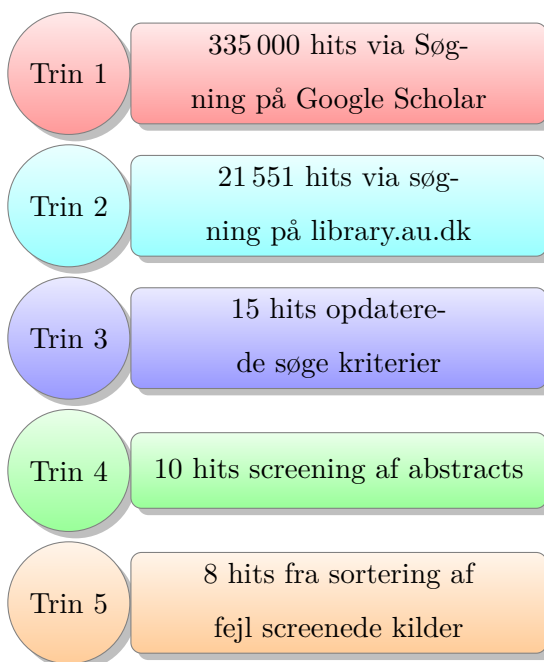 Trin 1
335 000 hits via Søg-
ning på Google Scholar
Trin 2
21 551 hits via søg-
ning på library.au.dk
Trin 3
15 hits opdatere-
de søge kriterier
Trin 4
10 hits screening af abstracts
Trin 5
8 hits fra sortering af
fejl screenede kilder